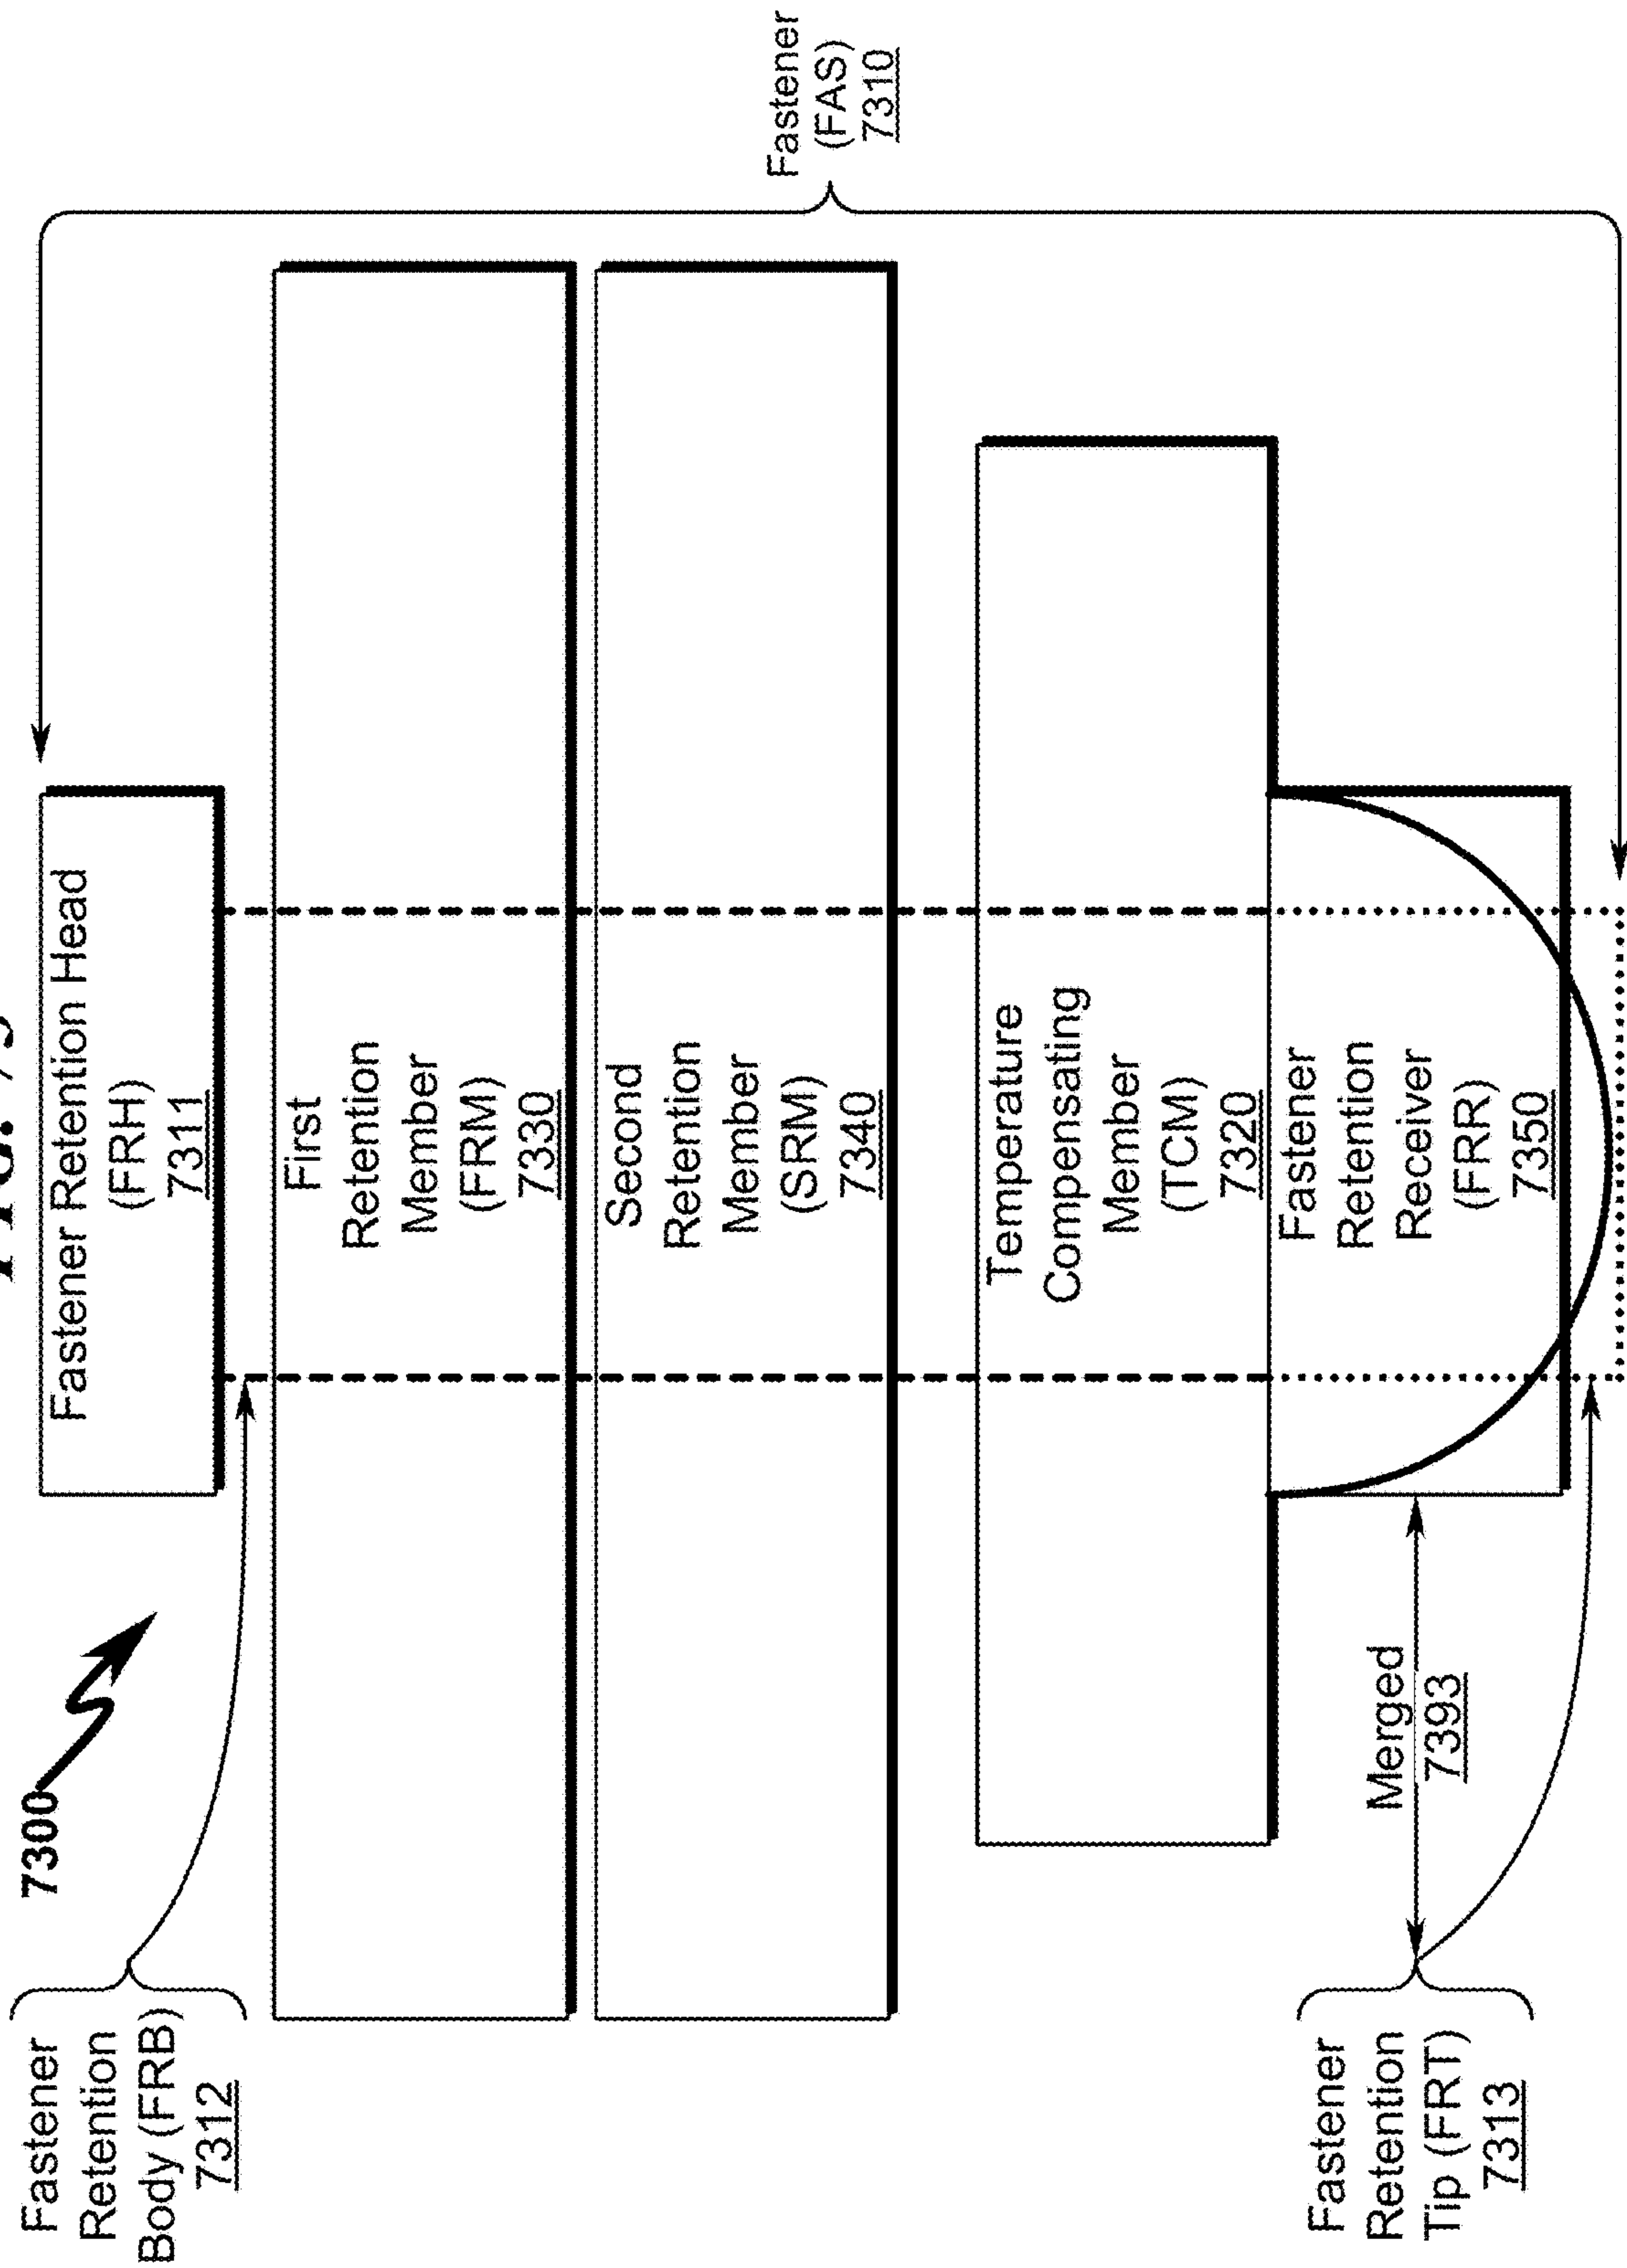 Fastener
Retention
Body (FRB)
7312
7300
Fastener Retention Head
(FRH)
7311
First
Retention
Member
(FRM)
7330
Second
Retention
Member
(SRM)
7340
Fastener
(FAS)
7310
Temperature
Compensating
Member
(TCM)
7320
Fastener
Retention
Receiver
(FRR)
7350
Merged
7393
Fastener
Retention
Tip (FRT)
7313